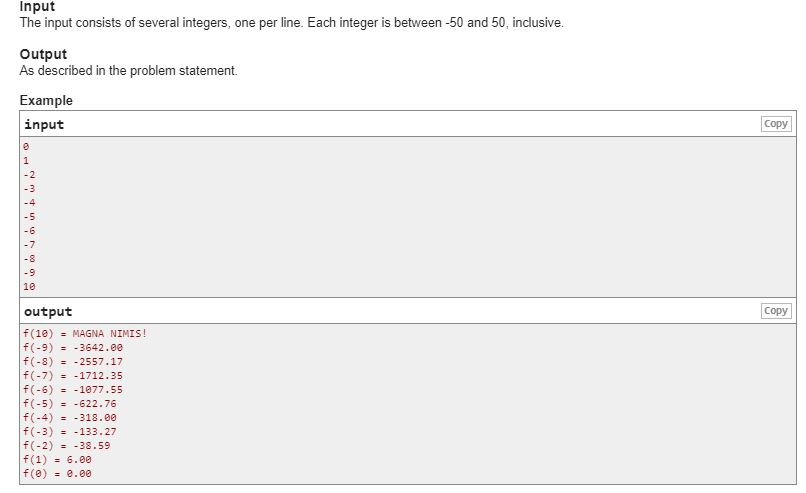 Input
The input consists of several integers, one per line. Each integer is between -50 and 50, inclusive.
Output
As described in the problem statement.
Example
input
Copy
0
1
-2
-3
-4
-5
-6
-7
-8
-9
10
output
Copy
f(10) = MAGNA NIMIS!
f(-9) = -3642.00
f(-8) = -2557.17
f(-7) = -1712.35
f(-6) = -1077.55
f(-5) = -622.76
f(-4) = -318.00
f(-3) = -133.27
f(-2) = -38.59
f(1) = 6.00
f(0) = 0.00